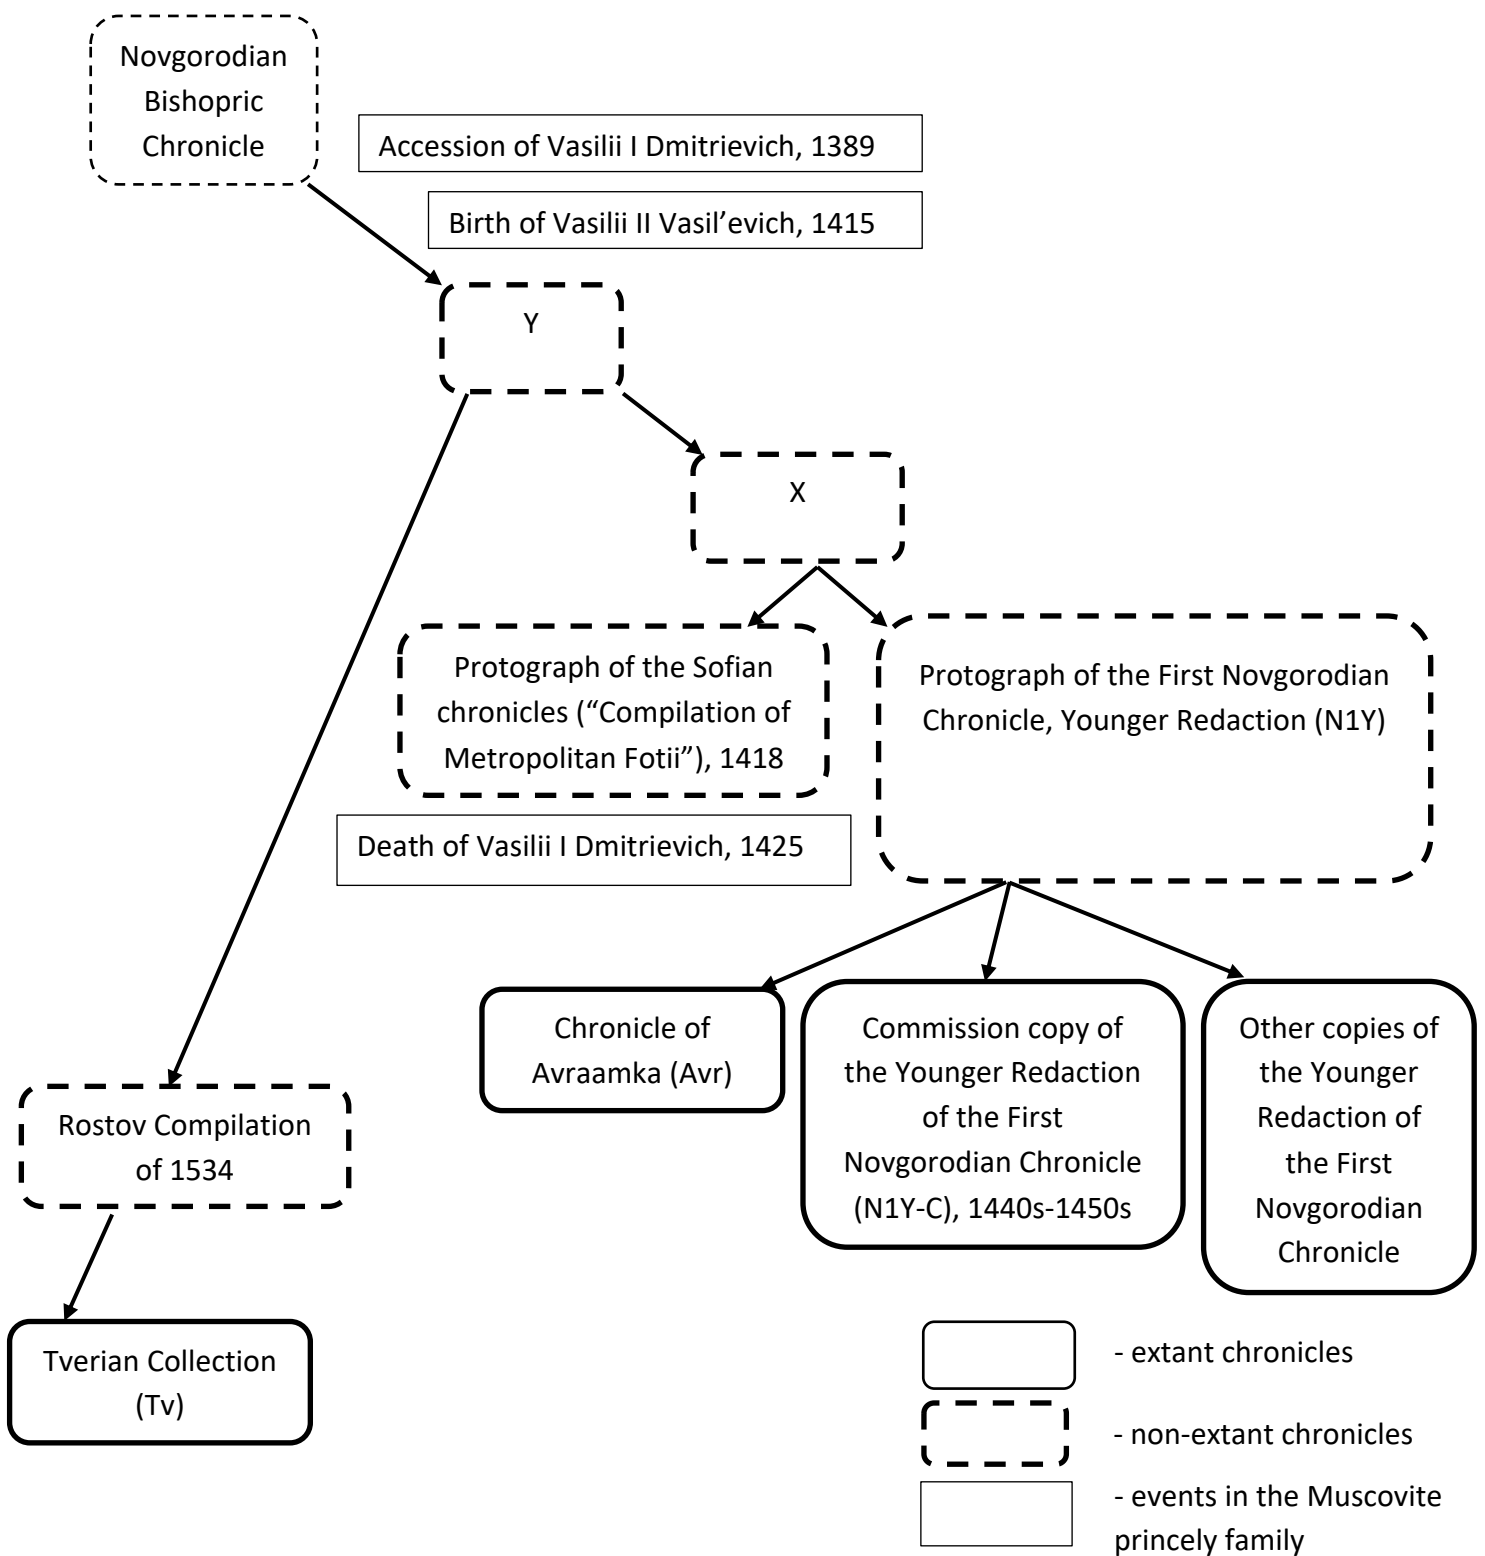 Novgorodian
Bishopric
Chronicle
Accession of Vasilii I Dmitrievich, 1389
Birth of Vasilii II Vasil’evich, 1415
Y
X
Protograph of the Sofian
chronicles (“Compilation of
Metropolitan Fotii”), 1418
Protograph of the First Novgorodian
Chronicle, Younger Redaction (N1Y)
Death of Vasilii I Dmitrievich, 1425
Chronicle of
Avraamka (Avr)
Commission copy of
the Younger Redaction
of the First
Novgorodian Chronicle
(N1Y-C), 1440s-1450s
Other copies of
the Younger
Redaction of
the First
Novgorodian
Chronicle
Rostov Compilation
of 1534
Tverian Collection
(Tv)
- extant chronicles
- non-extant chronicles
- events in the Muscovite
princely family